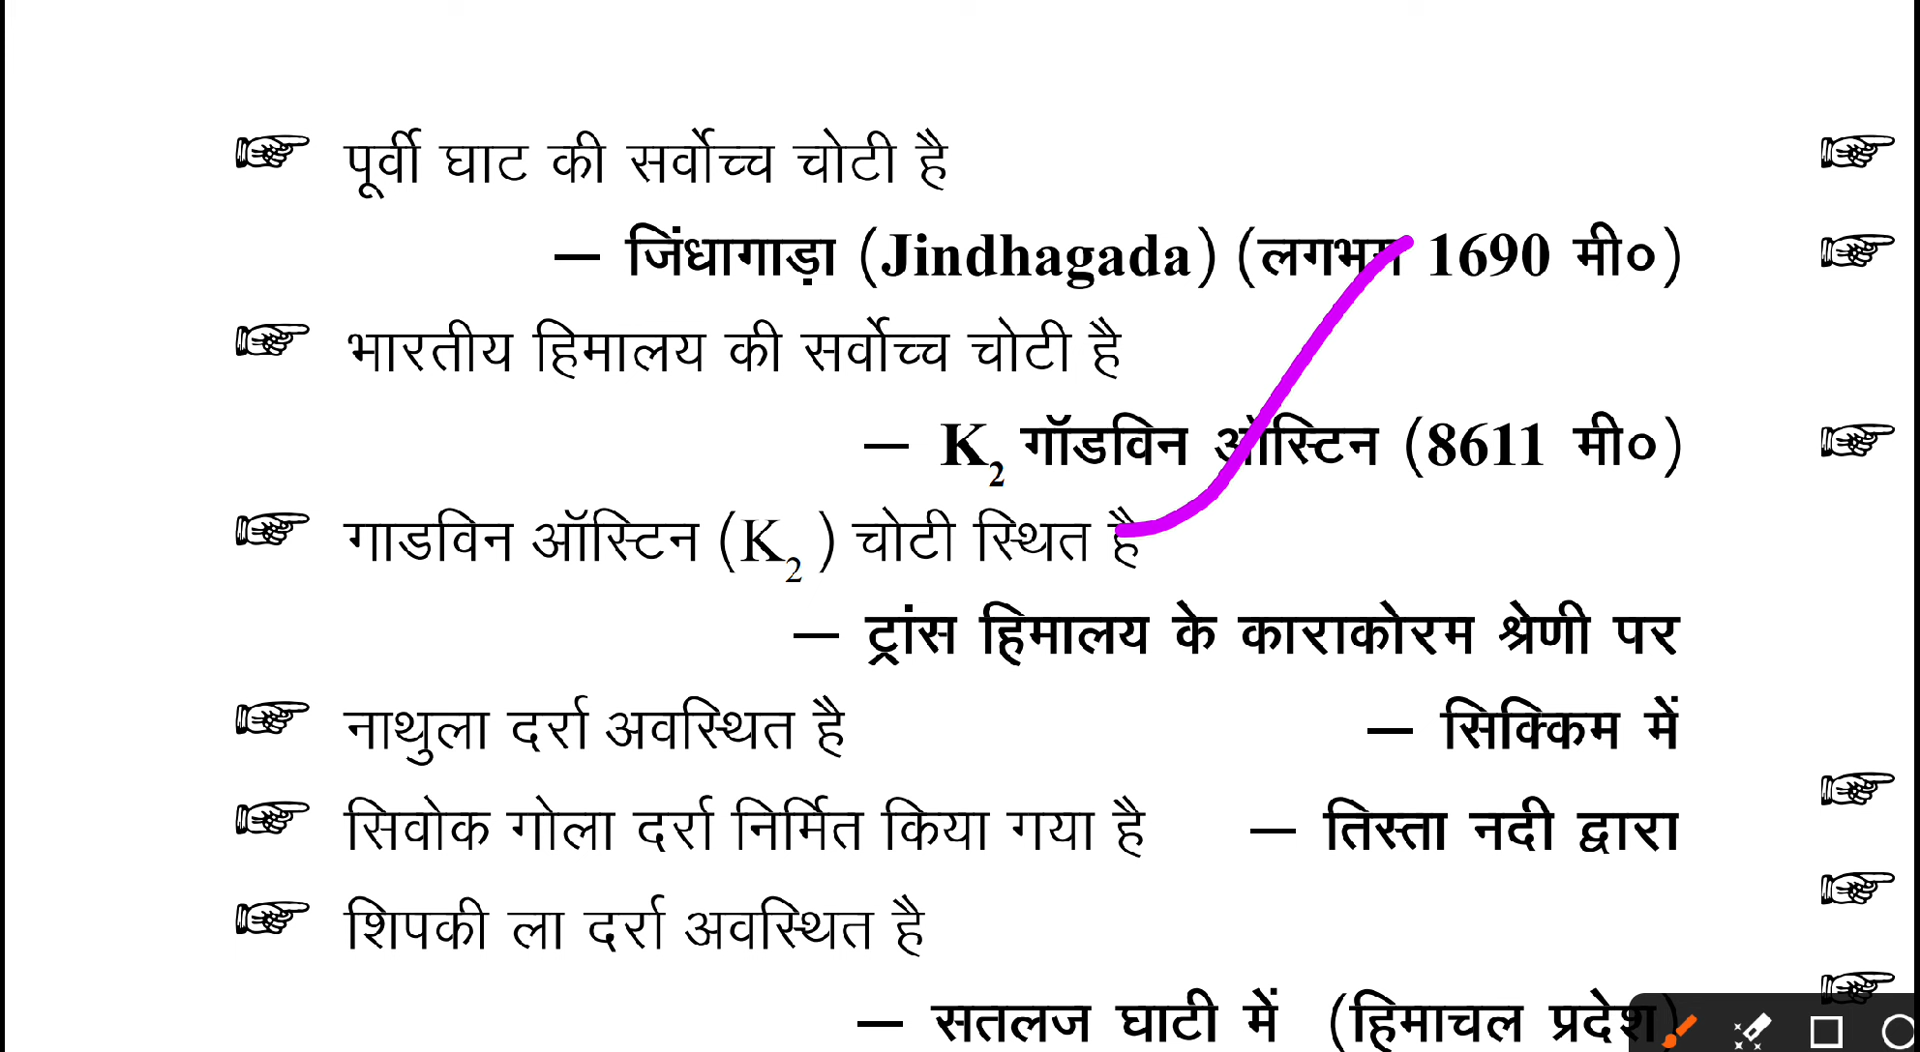 ☞ पूर्वी घाट की सर्वोच्च चोटी है
— जिंधागाड़ा (Jindhagada) (लगभग 1690 मी०)
☞ भारतीय हिमालय की सर्वोच्च चोटी है
— K₂ गॉडविन ऑस्टिन (8611 मी०)
☞ गाडविन ऑस्टिन (K₂) चोटी स्थित है
— ट्रांस हिमालय के काराकोरम श्रेणी पर
☞ नाथुला दर्रा अवस्थित है — सिक्किम में
☞ सिवोक गोला दर्रा निर्मित किया गया है — तिस्ता नदी द्वारा
☞ शिपकी ला दर्रा अवस्थित है
— सतलज घाटी में (हिमाचल प्रदेश)